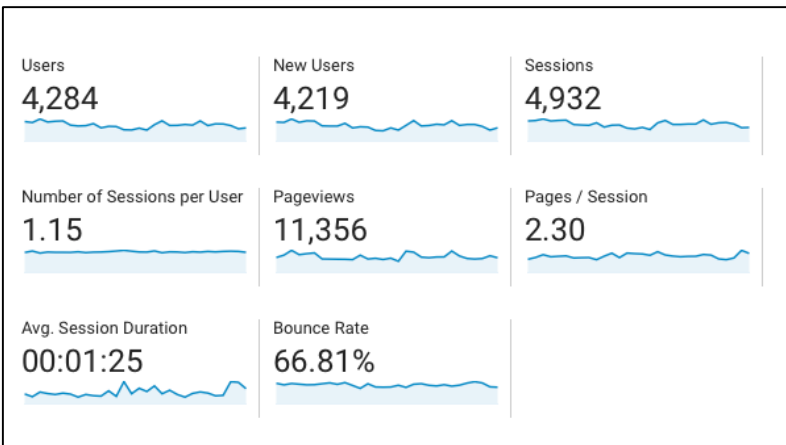 Users
4,284
New Users
4,219
Sessions
4,932
Number of Sessions per User
1.15
Pageviews
11,356
Pages / Session
2.30
Avg. Session Duration
00:01:25
Bounce Rate
66.81%